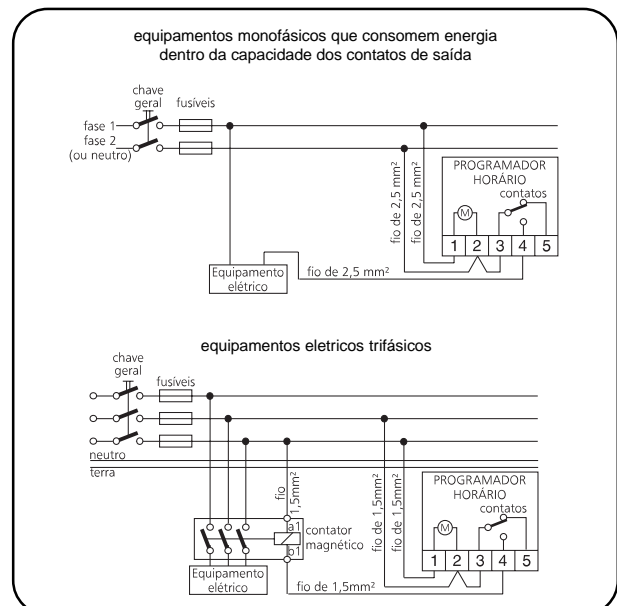 equipamentos monofásicos que consomem energia
dentro da capacidade dos contatos de saída
chave
geral
fusíveis
fase 1
fase 2
(ou neutro)
fio de 2,5 mm²
fio de 2,5 mm²
PROGRAMADOR
HORÁRIO
contatos
M
1 2 3 4 5
Equipamento
elétrico
fio de 2,5 mm²
equipamentos eletricos trifásicos
chave
geral
fusíveis
neutro
terra
fio
1,5mm²
a1
b1
contator
magnético
fio de 1,5mm²
fio de 1,5mm²
PROGRAMADOR
HORÁRIO
contatos
M
1 2 3 4 5
Equipamento
elétrico
fio de 1,5mm²